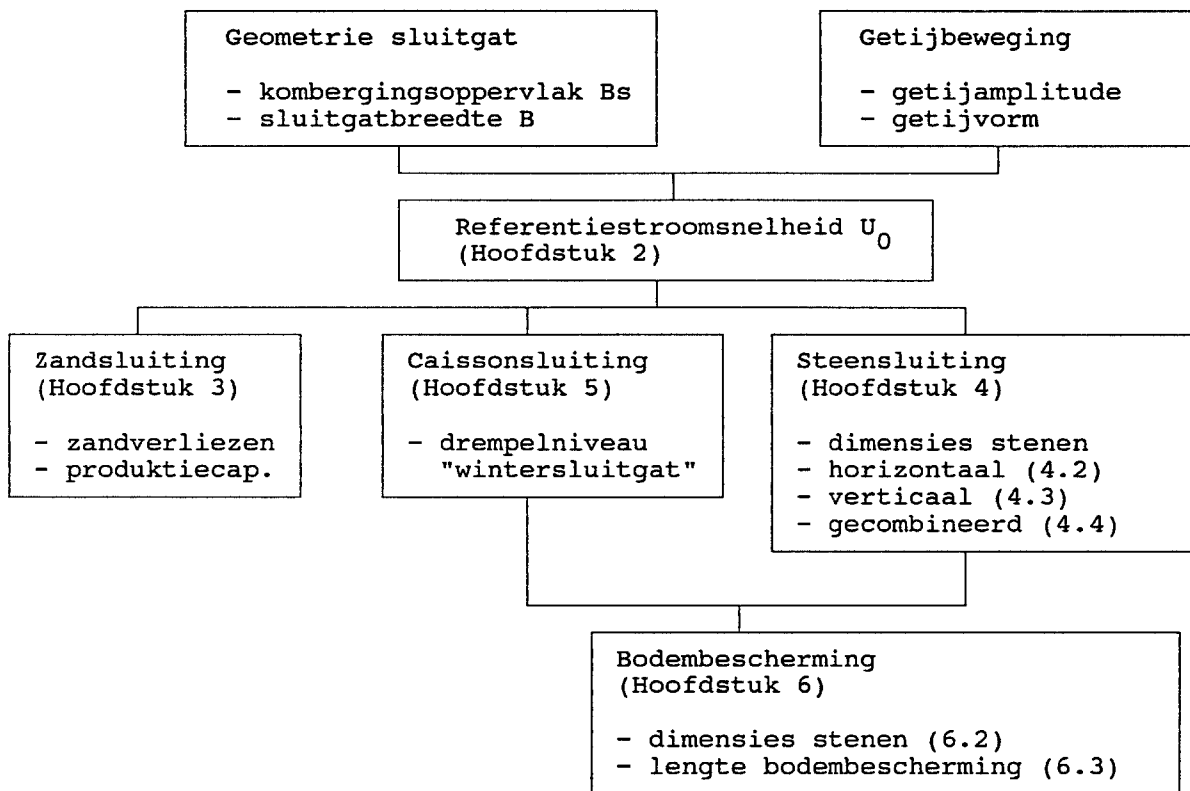 Geometrie sluitgat
- kombergingsoppervlak Bs
- sluitgatbreedte B
Getijbeweging
- getijamplitude
- getijvorm
Referentiestroomsnelheid U0
(Hoofdstuk 2)
Zandsluiting
(Hoofdstuk 3)
- zandverliezen
- produktiecap.
Caissonsluiting
(Hoofdstuk 5)
- drempelniveau
"wintersluitgat"
Steensluiting
(Hoofdstuk 4)
- dimensies stenen
- horizontaal (4.2)
- verticaal (4.3)
- gecombineerd (4.4)
Bodembescherming
(Hoofdstuk 6)
- dimensies stenen (6.2)
- lengte bodembescherming (6.3)